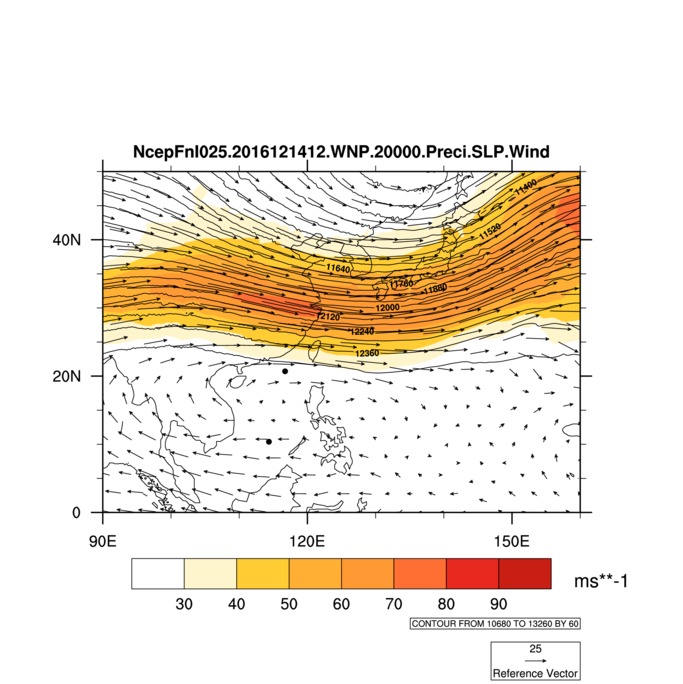 NcepFnl025.2016121412.WNP.20000.Preci.SLP.Wind
11400
11520
40N
11640
11760
11880
12000
12120
12240
12360
20N
0
90E 120E 150E
30 40 50 60 70 80 90 ms**-1
CONTOUR FROM 10680 TO 13260 BY 60
25
Reference Vector